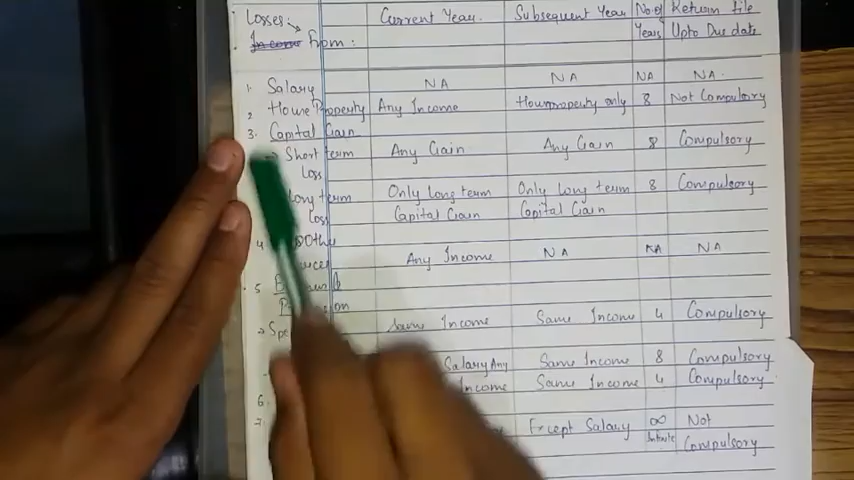 Losses Current Year. Subsequent Year No. of Return file
Income from: Years Upto Due date
1. Salary NA NA NA NA.
2 House Property Any Income Houseproperty only 8 Not Compulsory
3. Capital Gain
→ Short term Any Gain Any Gain 8 Compulsory
Loss
Long term Only Long term Only Long term 8 Compulsory
Loss Capital Gain Capital Gain
4 Any Income NA NA NA
5
Same Income Same Income 4 Compulsory
Salary Any Same Income 8 Compulsory
6 Income Same Income 4 Compulsory
7 Except Salary ∞ Not
Infinite Compulsory